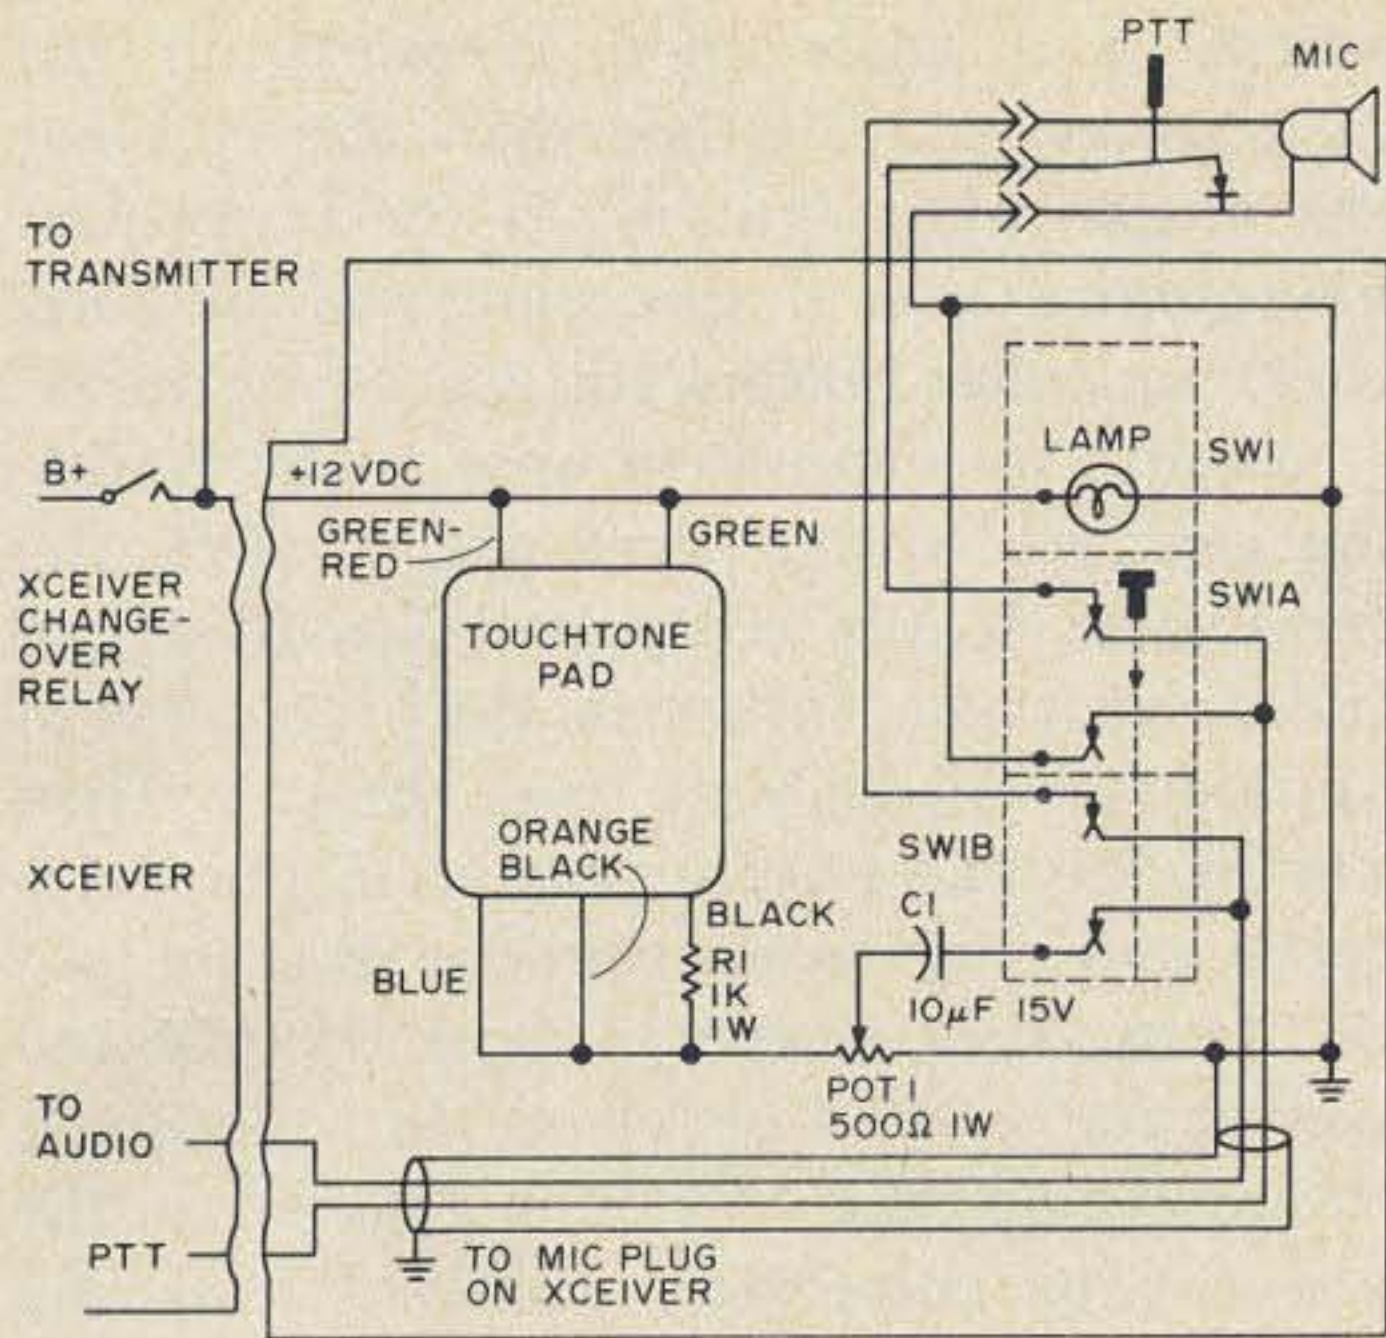 PTT
MIC
TO
TRANSMITTER
B+
+12 VDC
LAMP
SW1
GREEN-
RED
GREEN
XCEIVER
CHANGE-
OVER
RELAY
SW1A
TOUCHTONE
PAD
ORANGE
BLACK
SW1B
XCEIVER
C1
BLACK
BLUE
R1
1K
1W
10µF 15V
POT 1
500Ω 1W
TO
AUDIO
PTT
TO MIC PLUG
ON XCEIVER